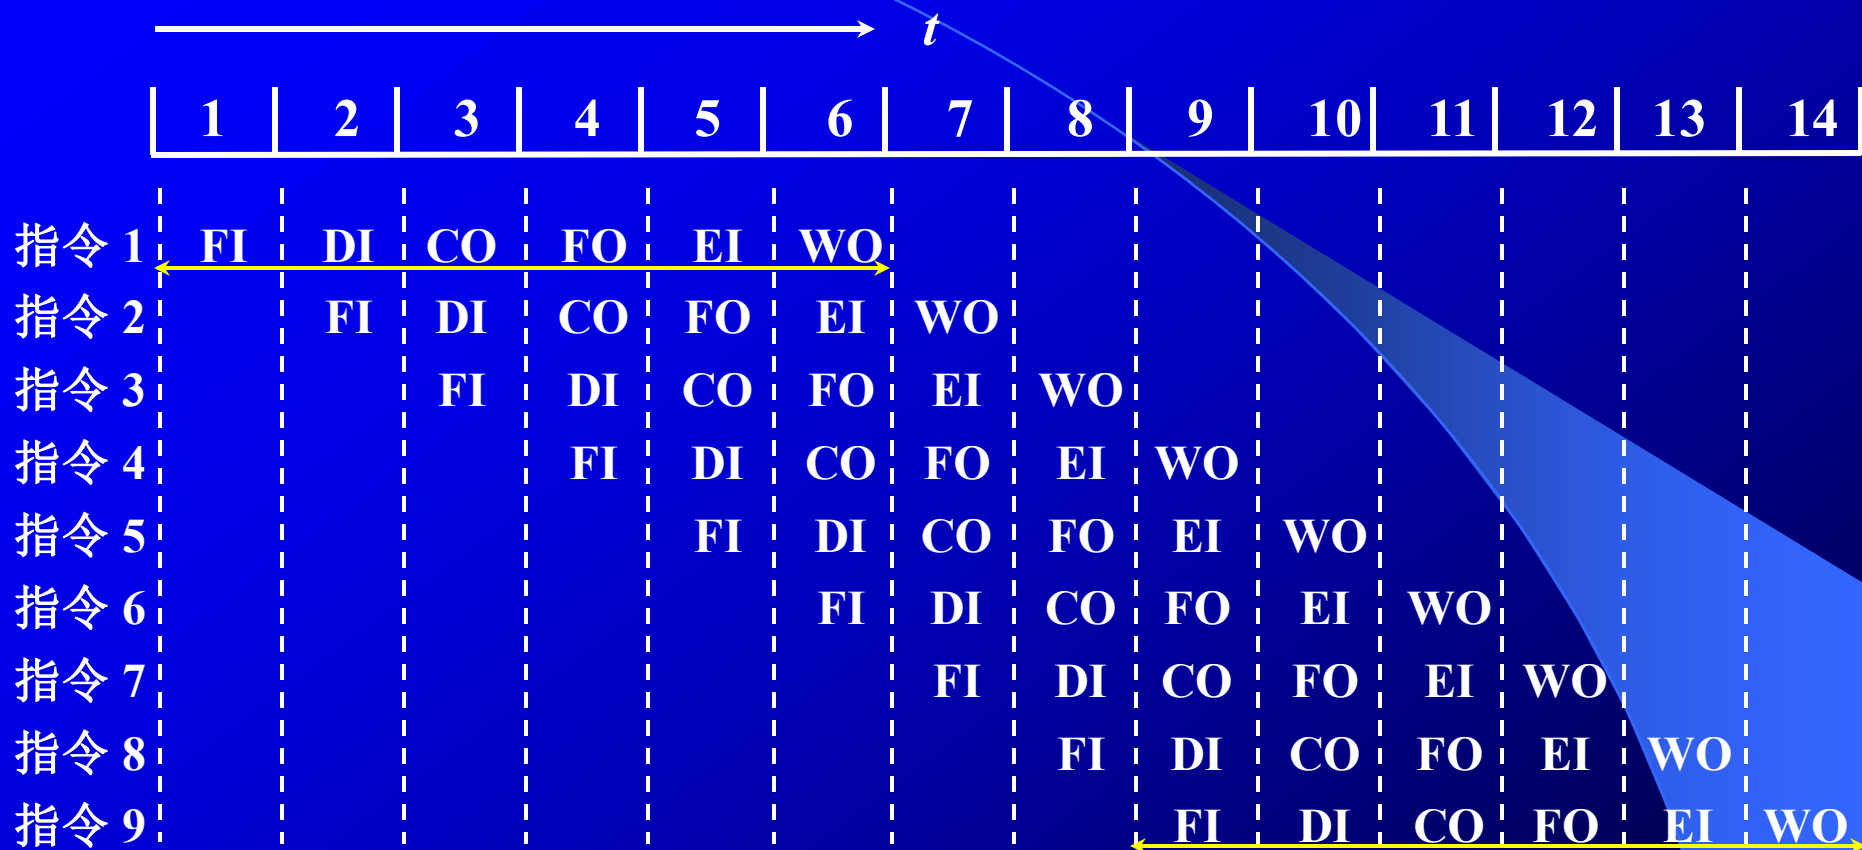 t
1 2 3 4 5 6 7 8 9 10 11 12 13 14
指令 1 FI DI CO FO EI WO
指令 2 FI DI CO FO EI WO
指令 3 FI DI CO FO EI WO
指令 4 FI DI CO FO EI WO
指令 5 FI DI CO FO EI WO
指令 6 FI DI CO FO EI WO
指令 7 FI DI CO FO EI WO
指令 8 FI DI CO FO EI WO
指令 9 FI DI CO FO EI WO